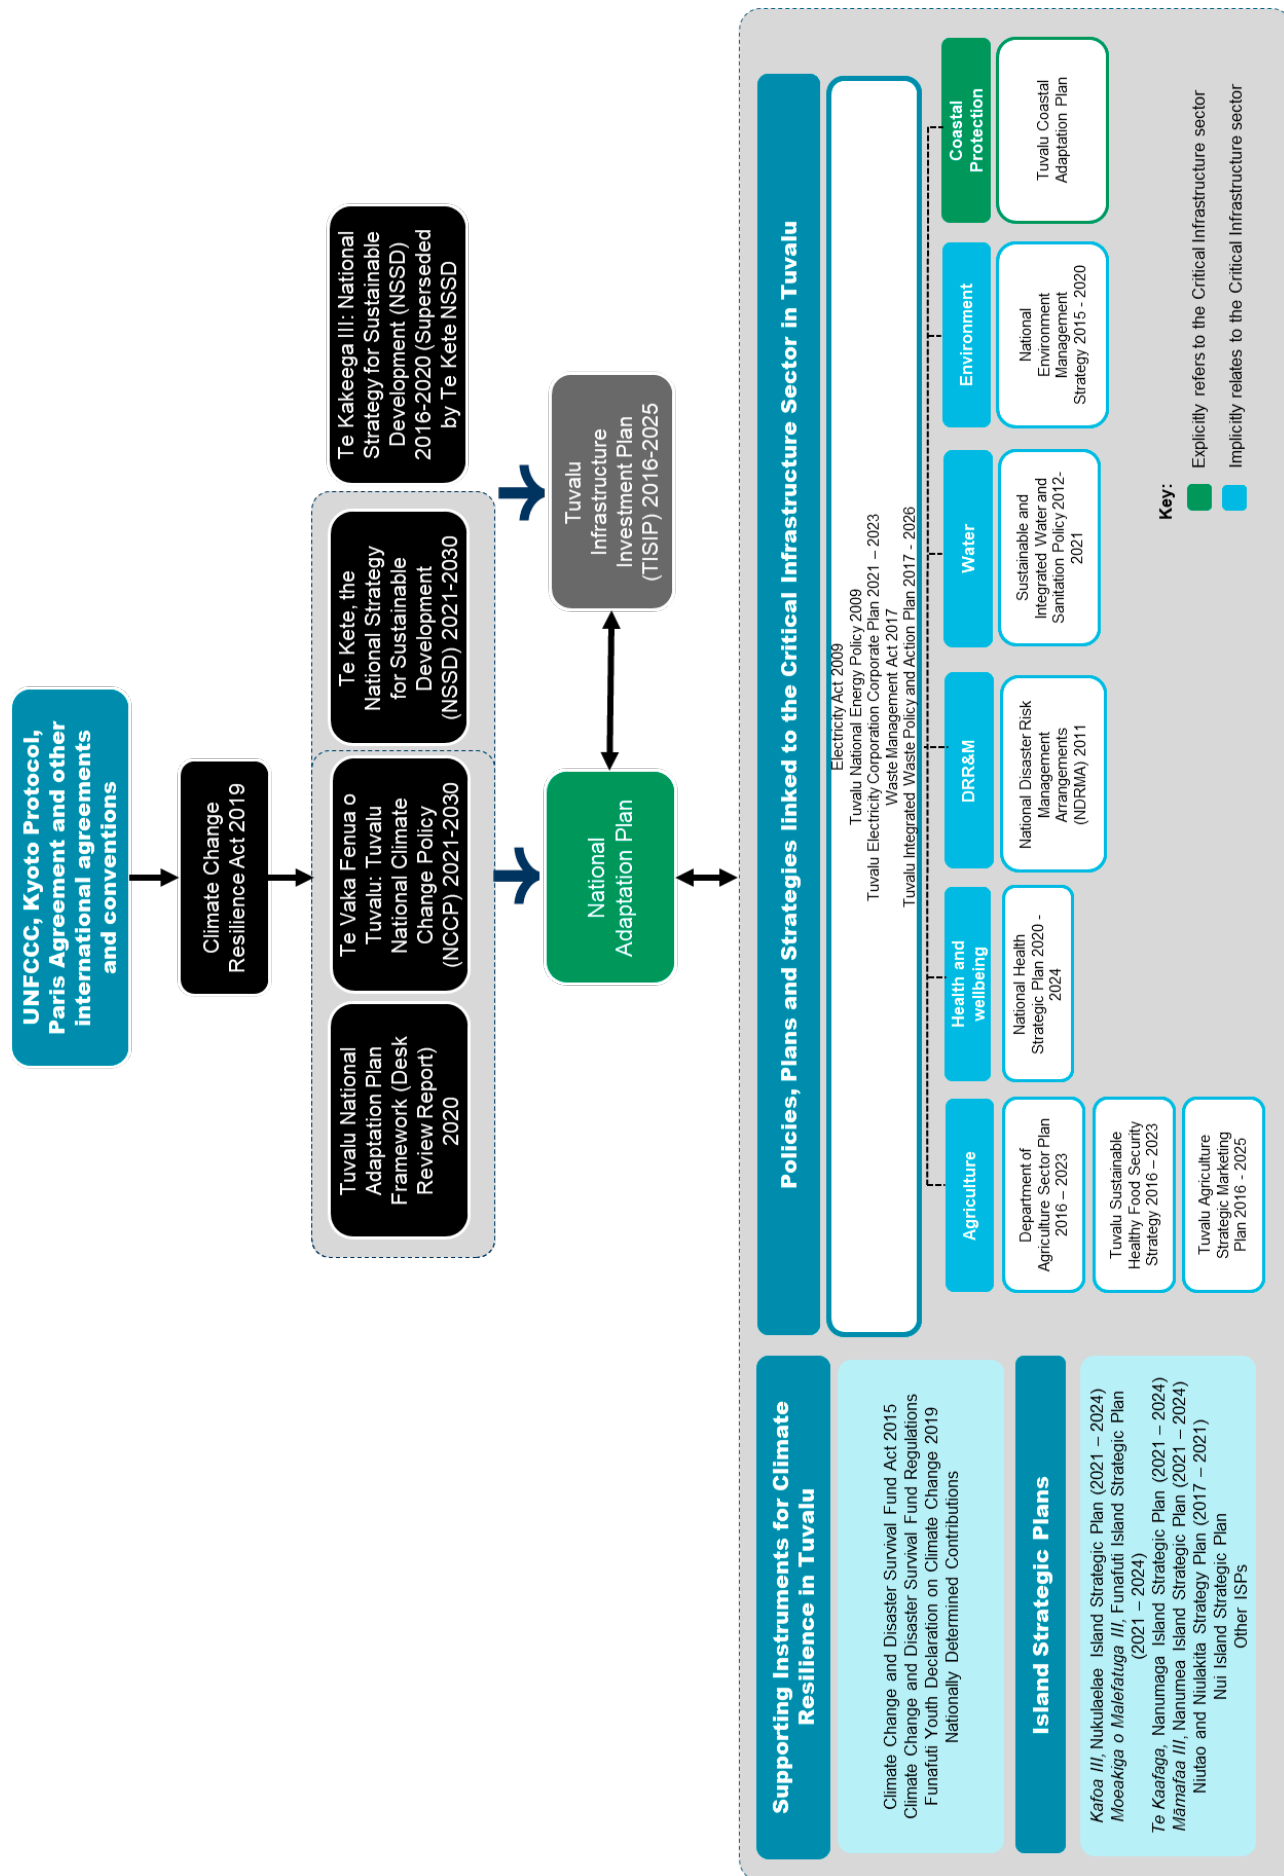 UNFCCC, Kyoto Protocol,
Paris Agreement and other
international agreements
and conventions
Climate Change
Resilience Act 2019
Tuvalu National
Adaptation Plan
Framework (Desk
Review Report)
2020
Te Vaka Fenua o
Tuvalu: Tuvalu
National Climate
Change Policy
(NCCP) 2021-2030
Te Kete, the
National Strategy
for Sustainable
Development
(NSSD) 2021-2030
Te Kakeega III: National
Strategy for Sustainable
Development (NSSD)
2016-2020 (Superseded
by Te Kete NSSD
National
Adaptation Plan
Tuvalu
Infrastructure
Investment Plan
(TISIP) 2016-2025
Supporting Instruments for Climate
Resilience in Tuvalu
Climate Change and Disaster Survival Fund Act 2015
Climate Change and Disaster Survival Fund Regulations
Funafuti Youth Declaration on Climate Change 2019
Nationally Determined Contributions
Island Strategic Plans
Kafoa III, Nukulaelae Island Strategic Plan (2021 – 2024)
Moeakiga o Malefatuga III, Funafuti Island Strategic Plan
(2021 – 2024)
Te Kaafaga, Nanumaga Island Strategic Plan (2021 – 2024)
Māmafaa III, Nanumea Island Strategic Plan (2021 – 2024)
Niutao and Niulakita Strategy Plan (2017 – 2021)
Nui Island Strategic Plan
Other ISPs
Policies, Plans and Strategies linked to the Critical Infrastructure Sector in Tuvalu
Electricity Act 2009
Tuvalu National Energy Policy 2009
Tuvalu Electricity Corporation Corporate Plan 2021 – 2023
Waste Management Act 2017
Tuvalu Integrated Waste Policy and Action Plan 2017 - 2026
Agriculture
Department of
Agriculture Sector Plan
2016 – 2023
Tuvalu Sustainable
Healthy Food Security
Strategy 2016 – 2023
Tuvalu Agriculture
Strategic Marketing
Plan 2016 - 2025
Health and
wellbeing
National Health
Strategic Plan 2020 -
2024
DRR&M
National Disaster Risk
Management
Arrangements
(NDRMA) 2011
Water
Sustainable and
Integrated Water and
Sanitation Policy 2012-
2021
Environment
National
Environment
Management
Strategy 2015 - 2020
Coastal
Protection
Tuvalu Coastal
Adaptation Plan
Key:
Explicitly refers to the Critical Infrastructure sector
Implicitly relates to the Critical Infrastructure sector